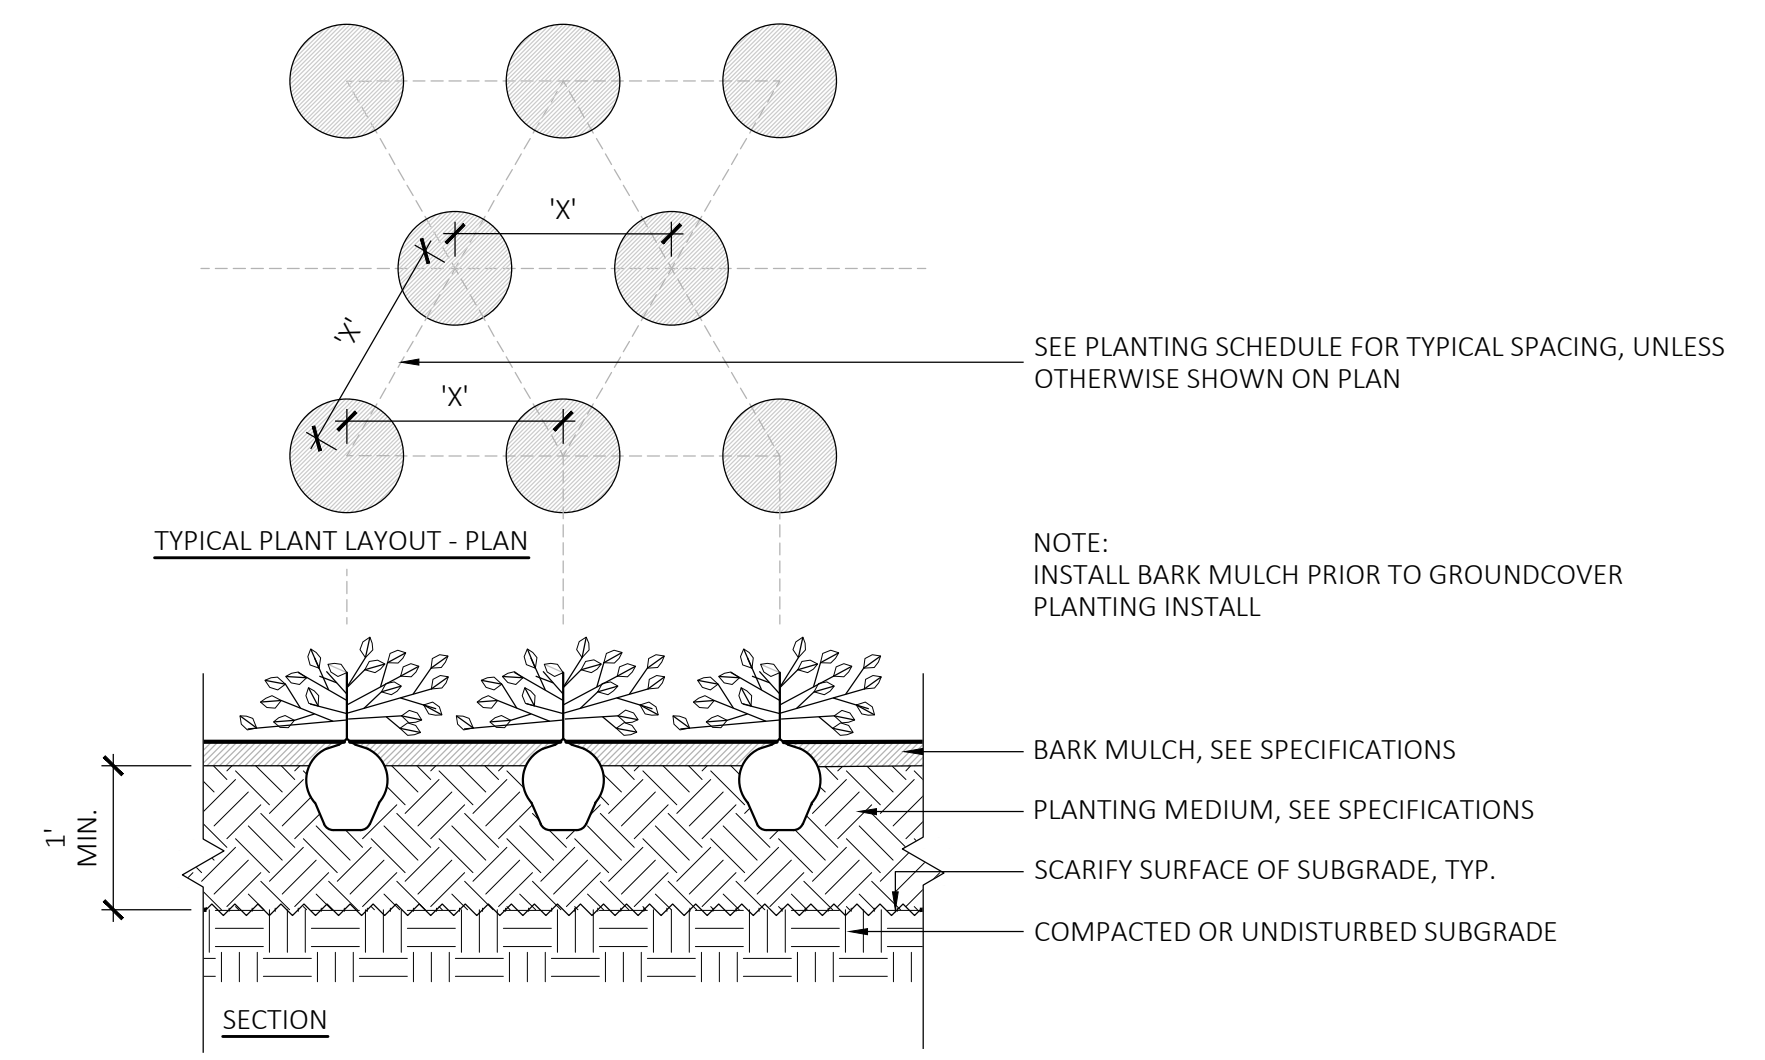 'X'
'X'
SEE PLANTING SCHEDULE FOR TYPICAL SPACING, UNLESS
OTHERWISE SHOWN ON PLAN
'X'
TYPICAL PLANT LAYOUT - PLAN
NOTE:
INSTALL BARK MULCH PRIOR TO GROUNDCOVER
PLANTING INSTALL
BARK MULCH, SEE SPECIFICATIONS
PLANTING MEDIUM, SEE SPECIFICATIONS
1'
MIN.
SCARIFY SURFACE OF SUBGRADE, TYP.
COMPACTED OR UNDISTURBED SUBGRADE
SECTION